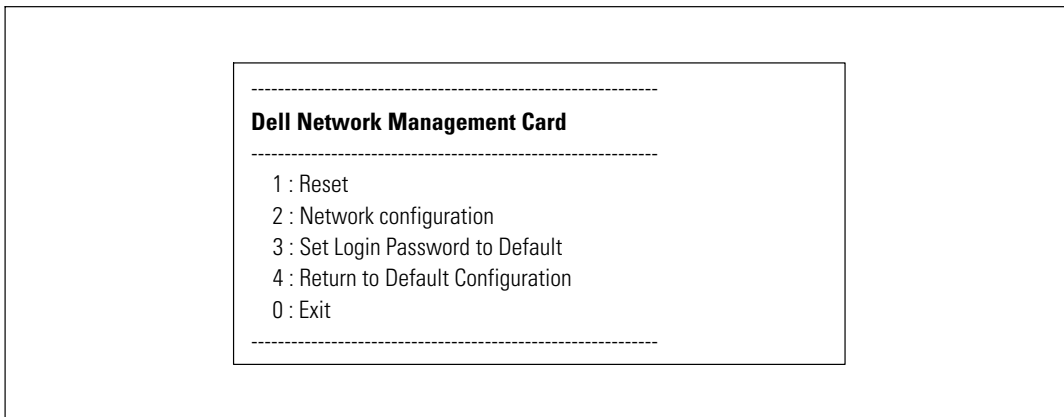 ------------------------------------------------------------
Dell Network Management Card
------------------------------------------------------------
1 : Reset
2 : Network configuration
3 : Set Login Password to Default
4 : Return to Default Configuration
0 : Exit
------------------------------------------------------------